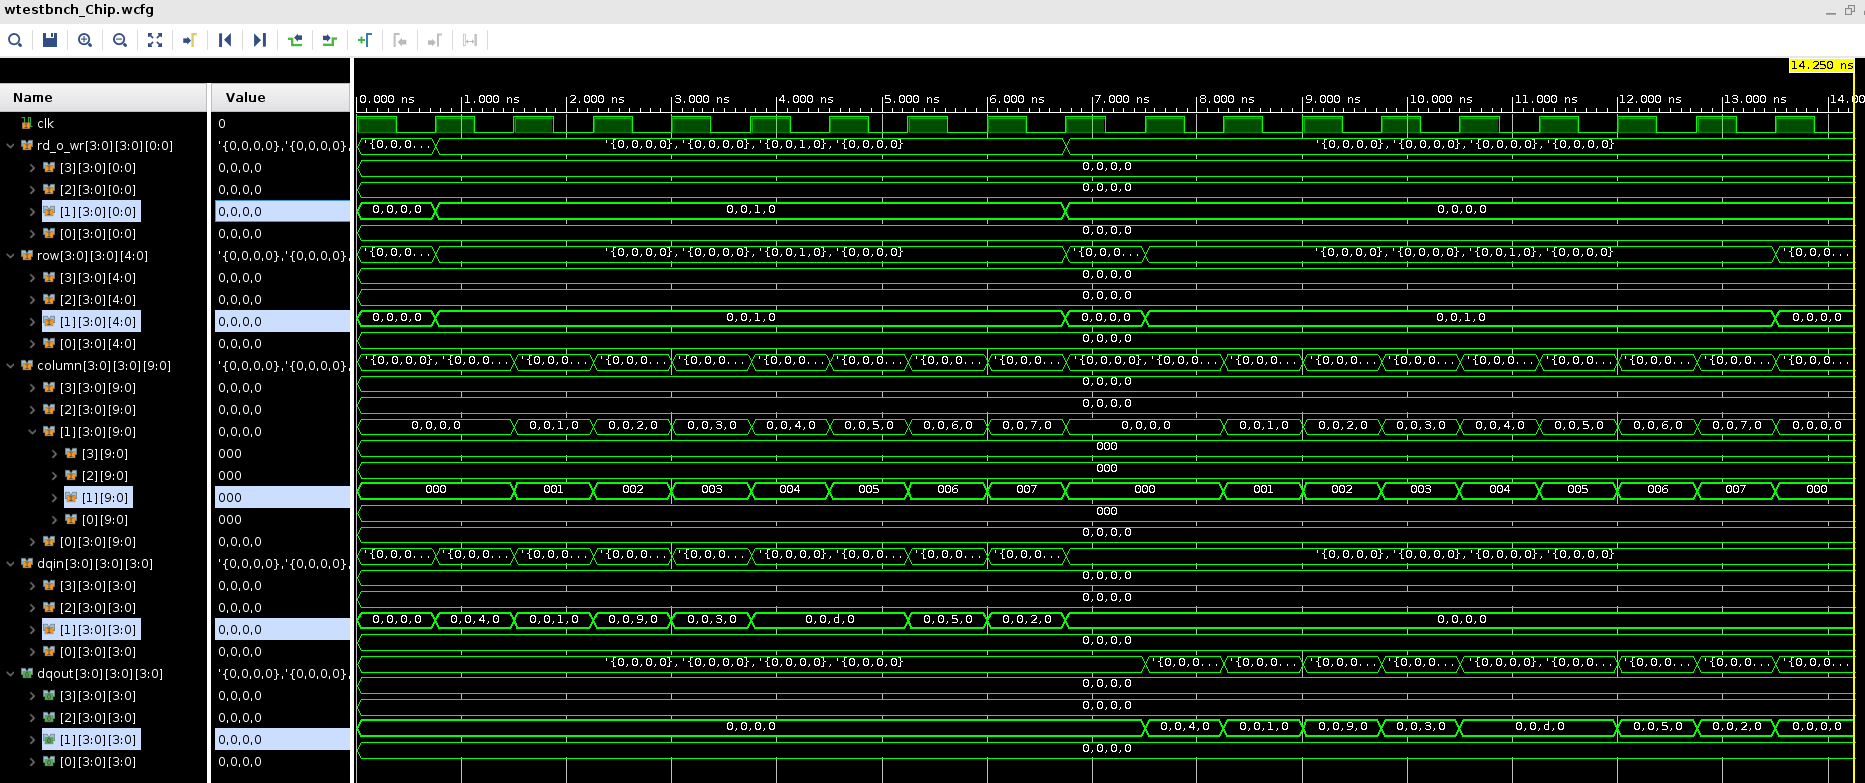 wtestbnch_Chip.wcfg
14.250 ns
Name Value 0.000 ns 1.000 ns 2.000 ns 3.000 ns 4.000 ns 5.000 ns 6.000 ns 7.000 ns 8.000 ns 9.000 ns 10.000 ns 11.000 ns 12.000 ns 13.000 ns 14.00
clk 0
rd_o_wr[3:0][3:0][0:0] '{0,0,0,0},'{0,0,0,0}, '{0,0,0... '{0,0,0,0},'{0,0,0,0},'{0,0,1,0},'{0,0,0,0} '{0,0,0,0},'{0,0,0,0},'{0,0,0,0},'{0,0,0,0}
[3][3:0][0:0] 0,0,0,0 0,0,0,0
[2][3:0][0:0] 0,0,0,0 0,0,0,0
[1][3:0][0:0] 0,0,0,0 0,0,0,0 0,0,1,0 0,0,0,0
[0][3:0][0:0] 0,0,0,0 0,0,0,0
row[3:0][3:0][4:0] '{0,0,0,0},'{0,0,0,0}, '{0,0,0... '{0,0,0,0},'{0,0,0,0},'{0,0,1,0},'{0,0,0,0} '{0,0,0... '{0,0,0,0},'{0,0,0,0},'{0,0,1,0},'{0,0,0,0} '{0,0,0...
[3][3:0][4:0] 0,0,0,0 0,0,0,0
[2][3:0][4:0] 0,0,0,0 0,0,0,0
[1][3:0][4:0] 0,0,0,0 0,0,0,0 0,0,1,0 0,0,0,0 0,0,1,0 0,0,0,0
[0][3:0][4:0] 0,0,0,0 0,0,0,0
column[3:0][3:0][9:0] '{0,0,0,0},'{0,0,0,0}, '{0,0,0,0},'{0,0,0... '{0,0,0... '{0,0,0... '{0,0,0... '{0,0,0... '{0,0,0... '{0,0,0... '{0,0,0... '{0,0,0,0},'{0,0,0... '{0,0,0... '{0,0,0... '{0,0,0... '{0,0,0... '{0,0,0... '{0,0,0... '{0,0,0... '{0,0,0...
[3][3:0][9:0] 0,0,0,0 0,0,0,0
[2][3:0][9:0] 0,0,0,0 0,0,0,0
[1][3:0][9:0] 0,0,0,0 0,0,0,0 0,0,1,0 0,0,2,0 0,0,3,0 0,0,4,0 0,0,5,0 0,0,6,0 0,0,7,0 0,0,0,0 0,0,1,0 0,0,2,0 0,0,3,0 0,0,4,0 0,0,5,0 0,0,6,0 0,0,7,0 0,0,0,0
[3][9:0] 000 000
[2][9:0] 000 000
[1][9:0] 000 000 001 002 003 004 005 006 007 000 001 002 003 004 005 006 007 000
[0][9:0] 000 000
[0][3:0][9:0] 0,0,0,0 0,0,0,0
dqin[3:0][3:0][3:0] '{0,0,0,0},'{0,0,0,0}, '{0,0,0... '{0,0,0... '{0,0,0... '{0,0,0... '{0,0,0... '{0,0,0,0},'{0,0,0... '{0,0,0... '{0,0,0... '{0,0,0,0},'{0,0,0,0},'{0,0,0,0},'{0,0,0,0}
[3][3:0][3:0] 0,0,0,0 0,0,0,0
[2][3:0][3:0] 0,0,0,0 0,0,0,0
[1][3:0][3:0] 0,0,0,0 0,0,0,0 0,0,4,0 0,0,1,0 0,0,9,0 0,0,3,0 0,0,d,0 0,0,5,0 0,0,2,0 0,0,0,0
[0][3:0][3:0] 0,0,0,0 0,0,0,0
dqout[3:0][3:0][3:0] '{0,0,0,0},'{0,0,0,0}, '{0,0,0,0},'{0,0,0,0},'{0,0,0,0},'{0,0,0,0} '{0,0,0... '{0,0,0... '{0,0,0... '{0,0,0... '{0,0,0,0},'{0,0,0... '{0,0,0... '{0,0,0... '{0,0,0...
[3][3:0][3:0] 0,0,0,0 0,0,0,0
[2][3:0][3:0] 0,0,0,0 0,0,0,0
[1][3:0][3:0] 0,0,0,0 0,0,0,0 0,0,4,0 0,0,1,0 0,0,9,0 0,0,3,0 0,0,d,0 0,0,5,0 0,0,2,0 0,0,0,0
[0][3:0][3:0] 0,0,0,0 0,0,0,0